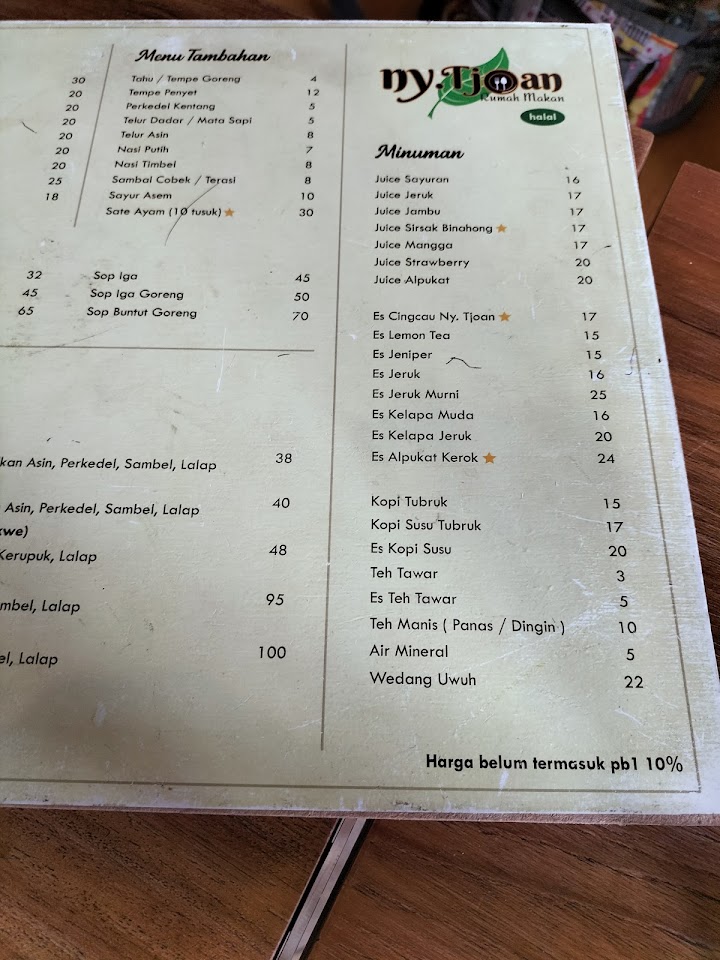 30
20
20
20
20
20
25
18
32
45
65
kan Asin, Perkedel, Sambel, Lalap 38
Asin, Perkedel, Sambel, Lalap 40
kwe)
Kerupuk, Lalap 48
mbel, Lalap 95
el, Lalap 100
Menu Tambahan
Tahu / Tempe Goreng 4
Tempe Penyet 12
Perkedel Kentang 5
Telur Dadar / Mata Sapi 5
Telur Asin 8
Nasi Putih 7
Nasi Timbel 8
Sambal Cobek / Terasi 8
Sayur Asem 10
Sate Ayam (10 tusuk) 30
Sop Iga 45
Sop Iga Goreng 50
Sop Buntut Goreng 70
ny.Tjoan
Rumah Makan
halal
Minuman
Juice Sayuran 16
Juice Jeruk 17
Juice Jambu 17
Juice Sirsak Binahong 17
Juice Mangga 17
Juice Strawberry 20
Juice Alpukat 20
Es Cingcau Ny. Tjoan 17
Es Lemon Tea 15
Es Jeniper 15
Es Jeruk 16
Es Jeruk Murni 25
Es Kelapa Muda 16
Es Kelapa Jeruk 20
Es Alpukat Kerok 24
Kopi Tubruk 15
Kopi Susu Tubruk 17
Es Kopi Susu 20
Teh Tawar 3
Es Teh Tawar 5
Teh Manis ( Panas / Dingin ) 10
Air Mineral 5
Wedang Uwuh 22
Harga belum termasuk pb1 10%